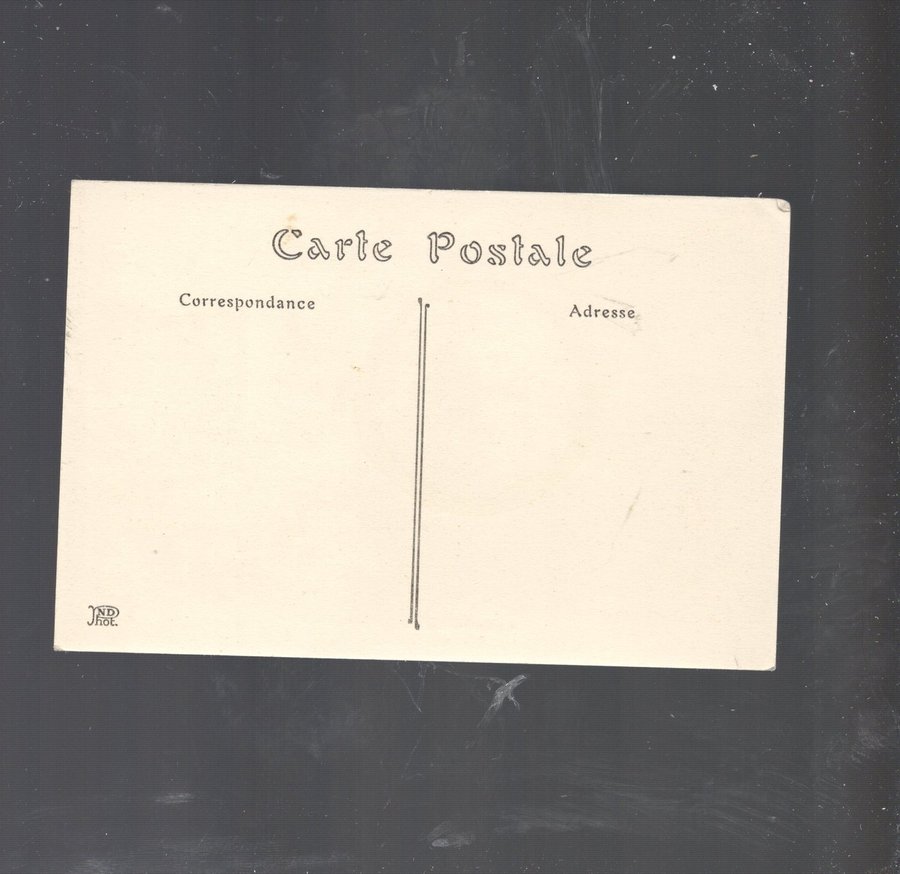 Carte Postale
Correspondance
Adresse
ND
Phot.